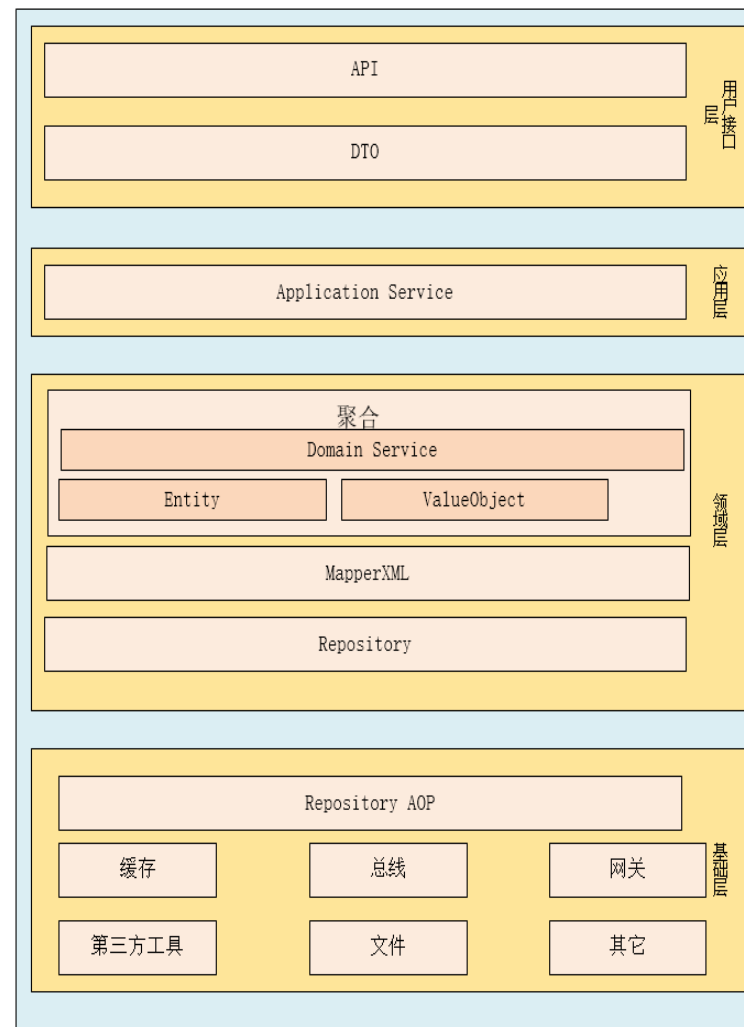 API
DTO
用户接口层
Application Service
应用层
聚合
Domain Service
Entity
ValueObject
MapperXML
Repository
领域层
Repository AOP
缓存
总线
网关
第三方工具
文件
其它
基础层